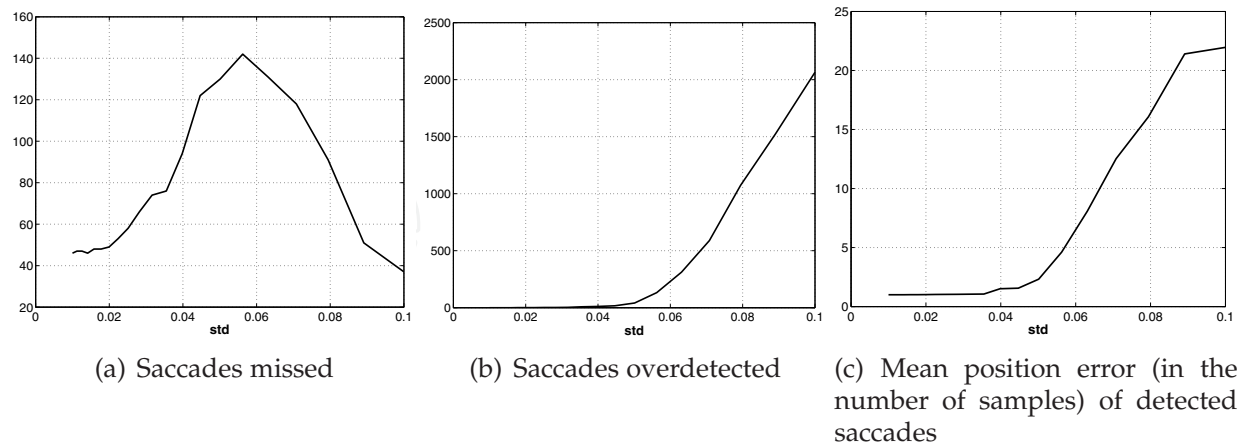 160
140
120
100
80
60
40
20
0 0.02 0.04 0.06 0.08 0.1
std
(a) Saccades missed
2500
2000
1500
1000
500
0
0 0.02 0.04 0.06 0.08 0.1
std
(b) Saccades overdetected
25
20
15
10
5
0
0 0.02 0.04 0.06 0.08 0.1
std
(c) Mean position error (in the
number of samples) of detected
saccades